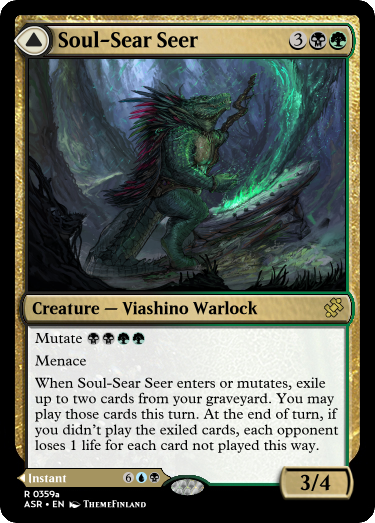 Soul-Sear Seer 3
Creature — Viashino Warlock
Mutate
Menace
When Soul-Sear Seer enters or mutates, exile
up to two cards from your graveyard. You may
play those cards this turn. At the end of turn, if
you didn't play the exiled cards, each opponent
loses 1 life for each card not played this way.
Instant 6
3/4
R 0359a
ASR • EN ThemeFinland